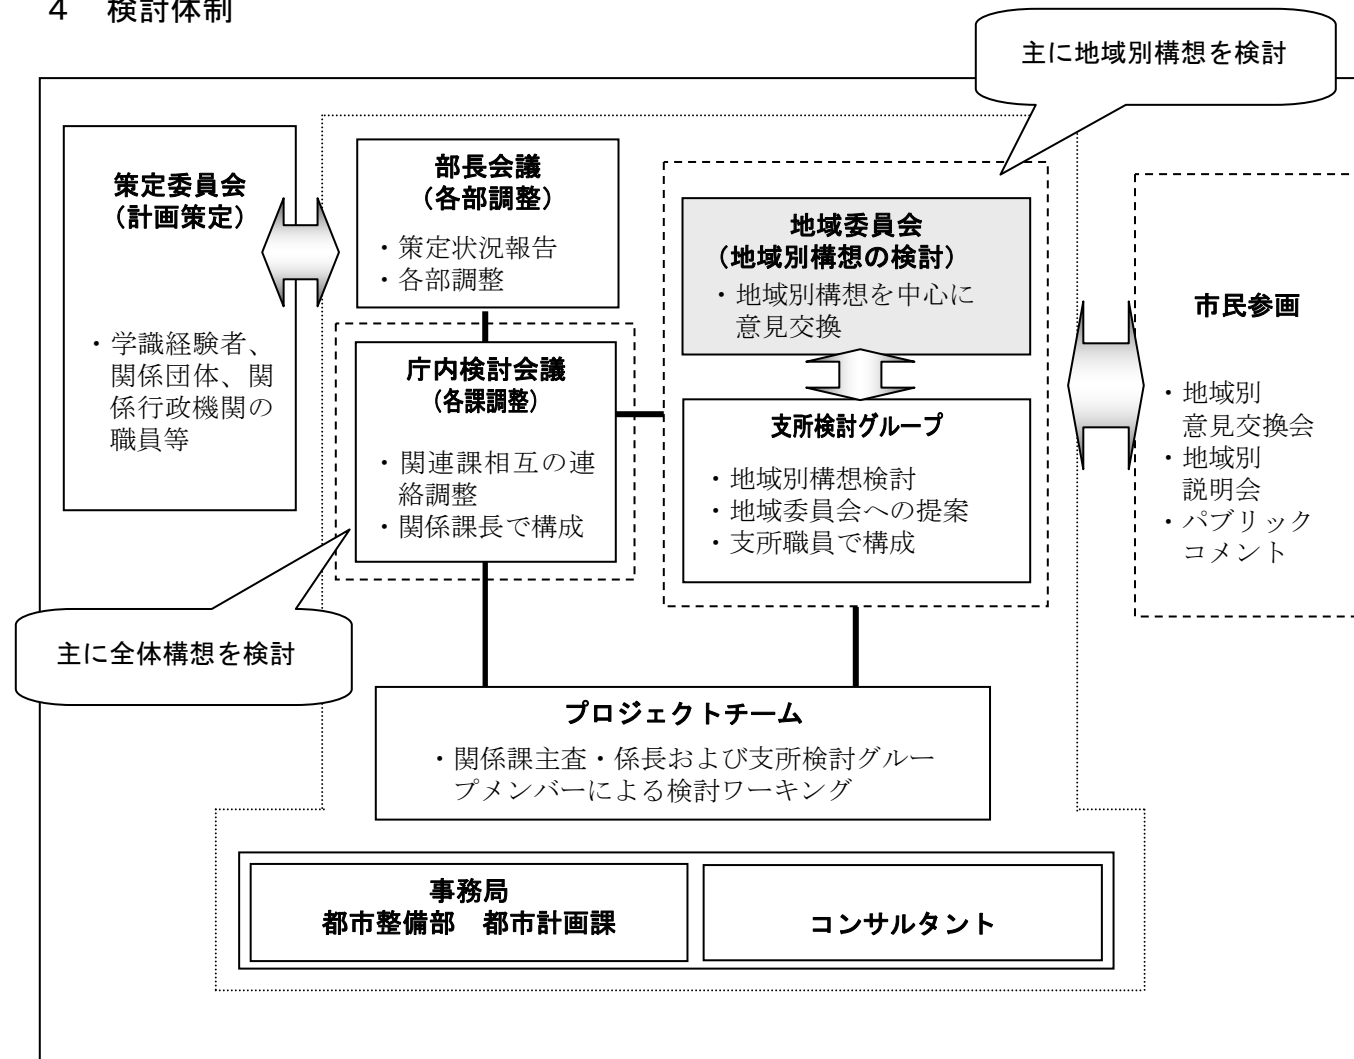 4　検討体制
主に地域別構想を検討
策定委員会
（計画策定）
・学識経験者、
関係団体、関
係行政機関の
職員等
部長会議
（各部調整）
・策定状況報告
・各部調整
庁内検討会議
（各課調整）
・関連課相互の連
絡調整
・関係課長で構成
地域委員会
（地域別構想の検討）
・地域別構想を中心に
意見交換
支所検討グループ
・地域別構想検討
・地域委員会への提案
・支所職員で構成
市民参画
・地域別
意見交換会
・地域別
説明会
・パブリック
コメント
主に全体構想を検討
プロジェクトチーム
・関係課主査・係長および支所検討グルー
プメンバーによる検討ワーキング
事務局
都市整備部　都市計画課
コンサルタント